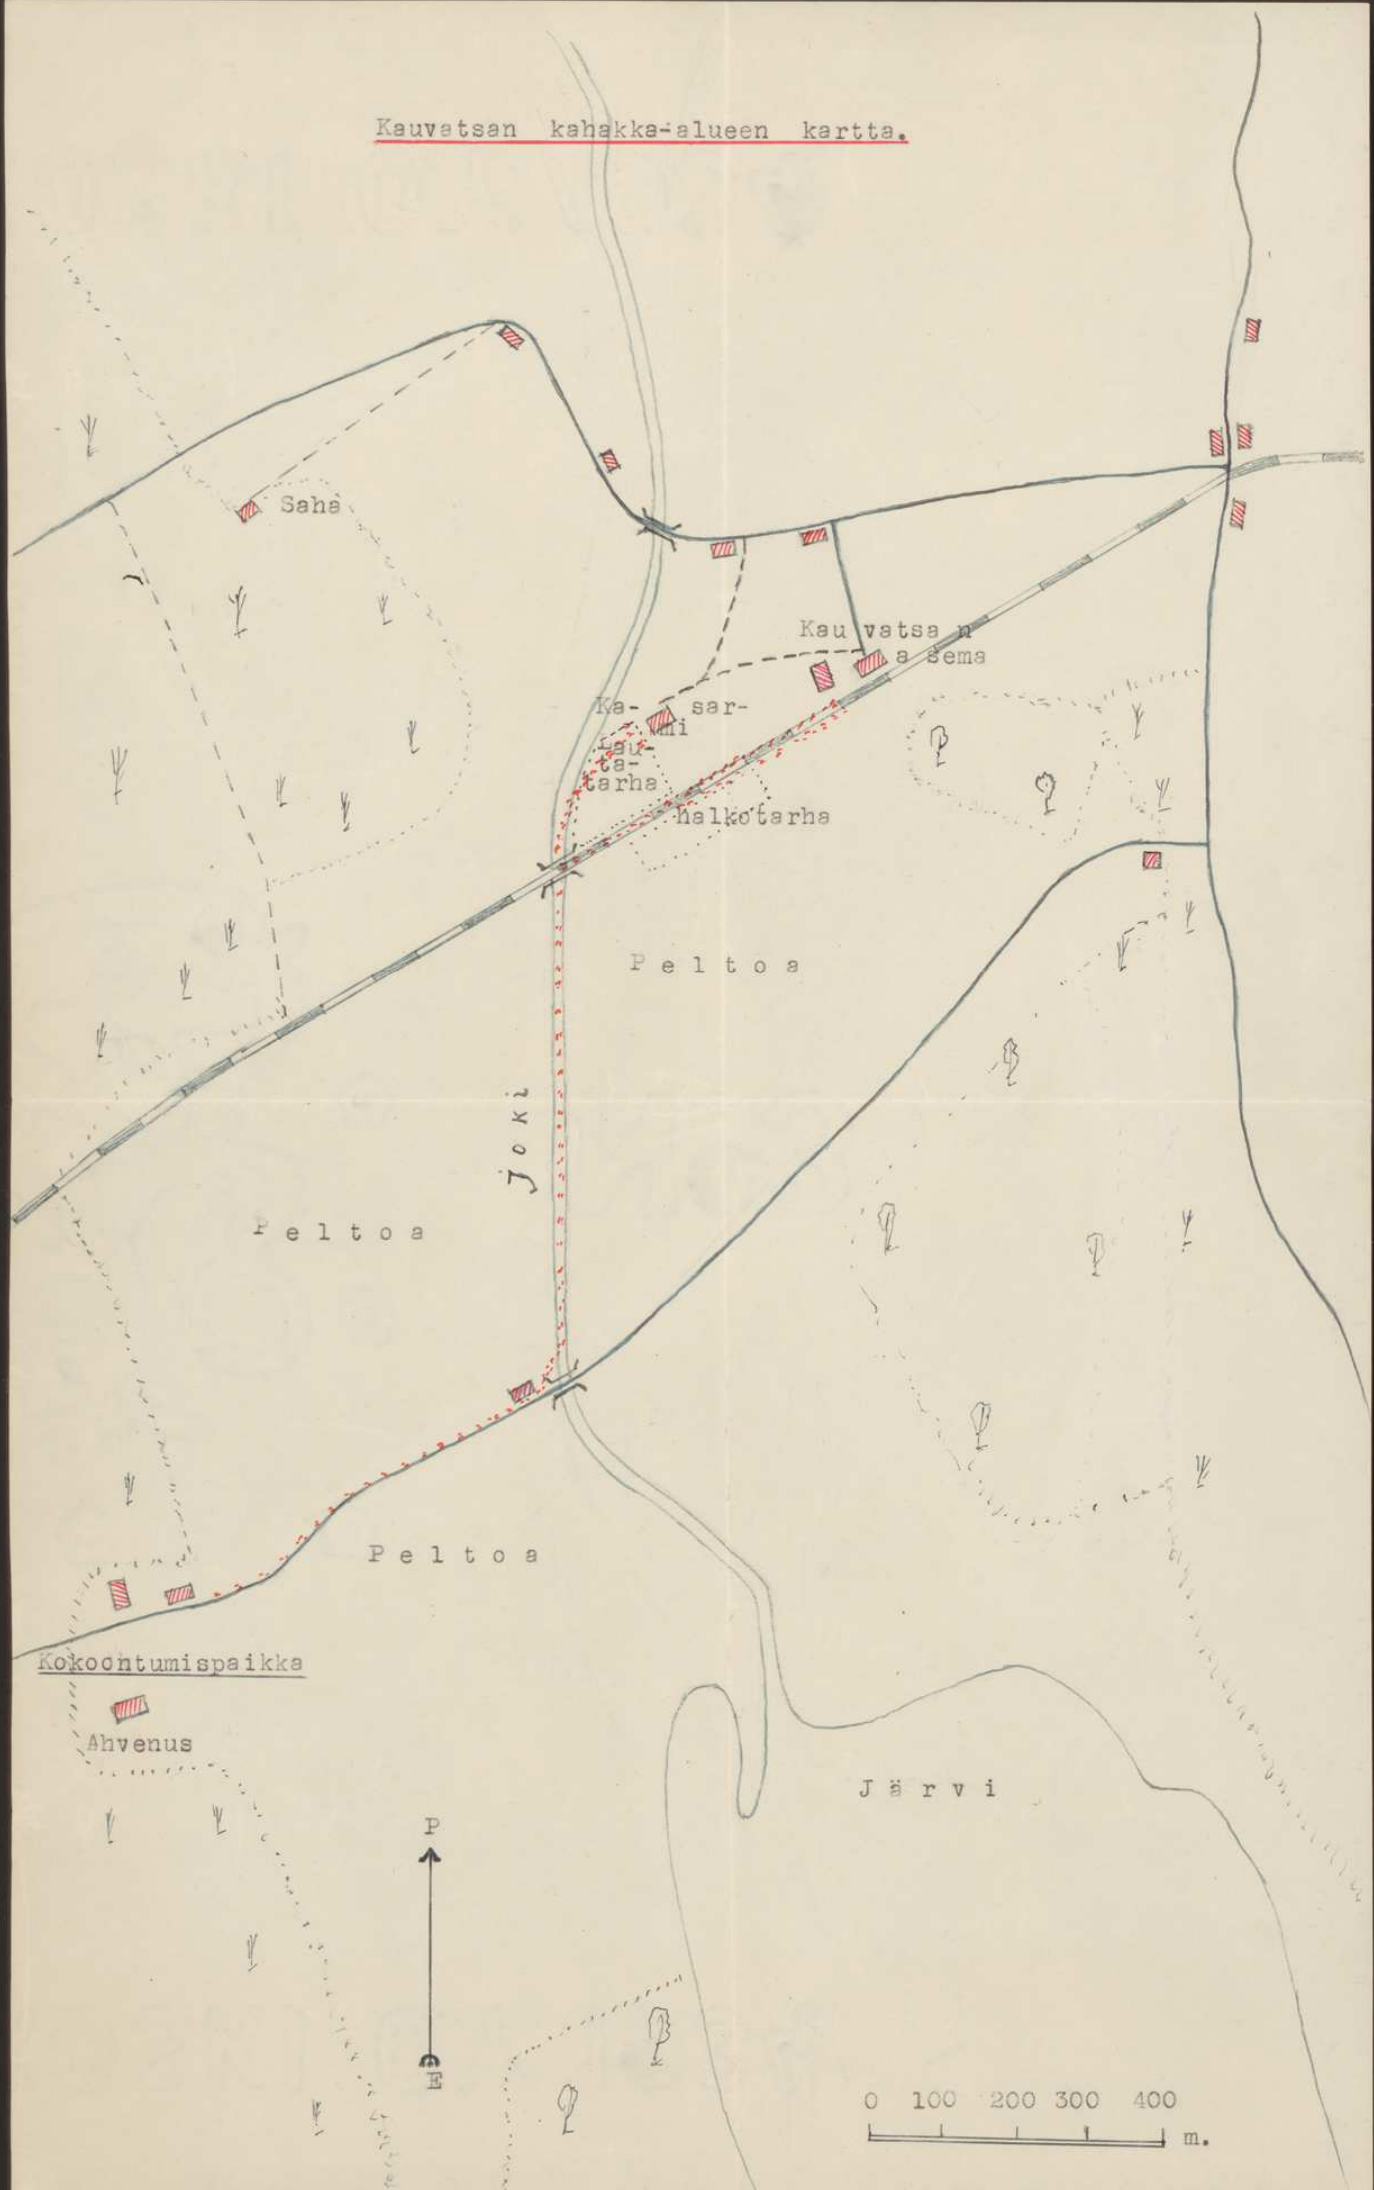 Kauvatsan kahakka-alueen kartta.
Saha
Kauvatsan
asema
Ka- sar-
mi
Lau-
ta-
tarha
halkotarha
Peltoa
Joki
Peltoa
Peltoa
Kokoontumispaikka
Ahvenus
Järvi
P
E
0 100 200 300 400
m.